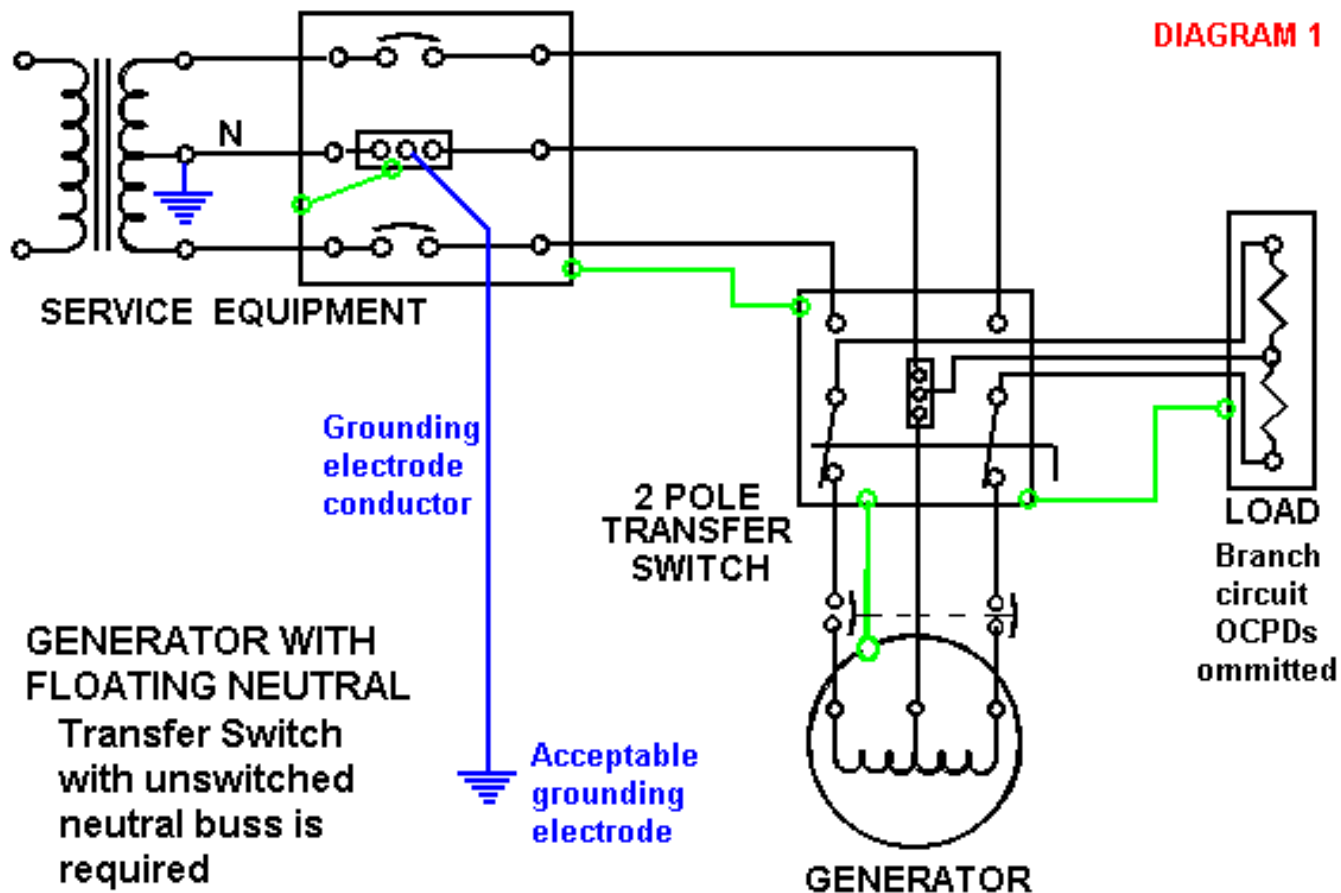 DIAGRAM 1
N
SERVICE EQUIPMENT
Grounding
electrode
conductor
2 POLE
TRANSFER
SWITCH
LOAD
Branch
circuit
OCPDs
ommitted
GENERATOR WITH
FLOATING NEUTRAL
Transfer Switch
with unswitched
neutral buss is
required
Acceptable
grounding
electrode
GENERATOR